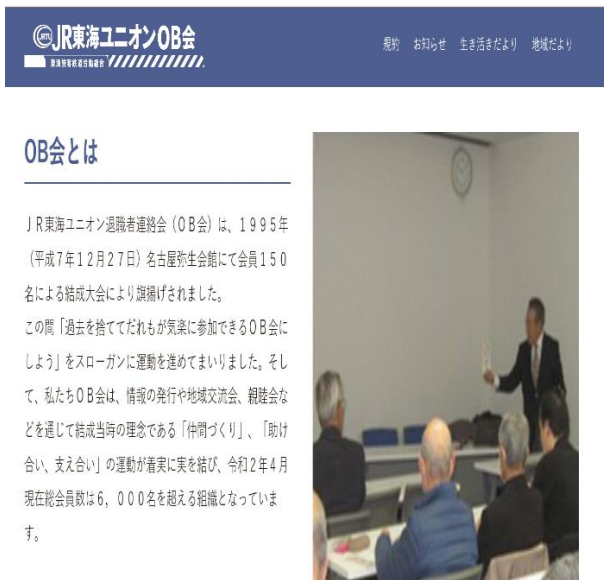 JRTU JR東海ユニオンOB会
東海旅客鉄道労働組合
規約 お知らせ 生き活きだより 地域だより
OB会とは
ＪＲ東海ユニオン退職者連絡会（ＯＢ会）は、１９９５年
（平成７年１２月２７日）名古屋弥生会館にて会員１５０
名による結成大会により旗揚げされました。
この間「過去を捨ててだれもが気楽に参加できるＯＢ会に
しよう」をスローガンに運動を進めてまいりました。そし
て、私たちＯＢ会は、情報の発行や地域交流会、親睦会な
どを通じて結成当時の理念である「仲間づくり」、「助け
合い、支え合い」の運動が着実に実を結び、令和２年４月
現在総会員数は６，０００名を超える組織となっていま
す。